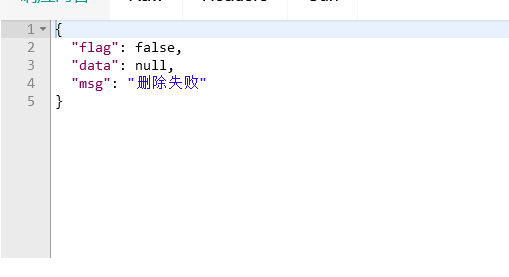 1 {
2 "flag": false,
3 "data": null,
4 "msg": "删除失败"
5 }